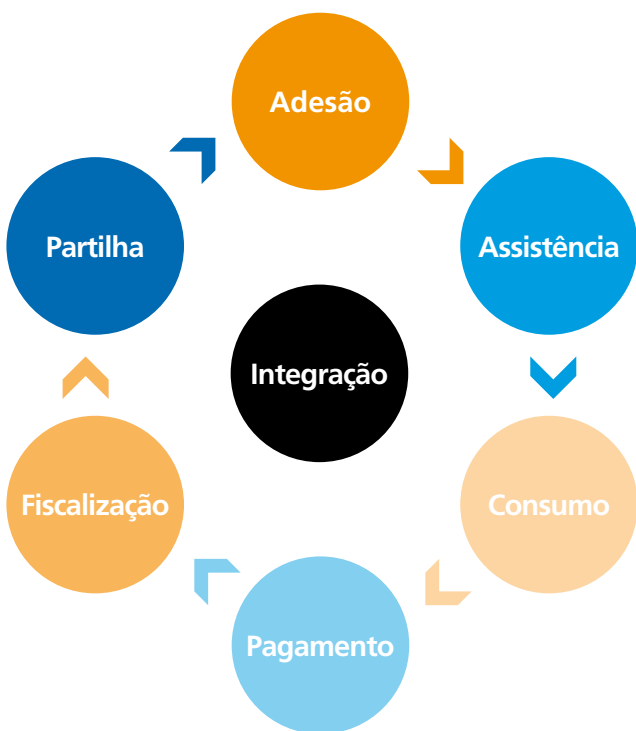 Adesão
Partilha
Assistência
Integração
Fiscalização
Consumo
Pagamento